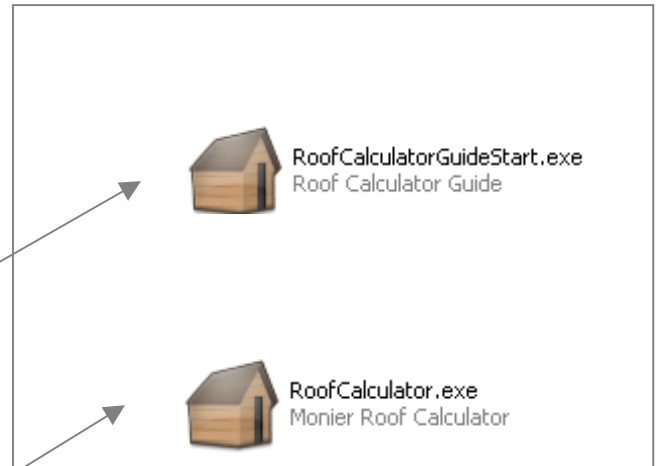 RoofCalculatorGuideStart.exe
Roof Calculator Guide
RoofCalculator.exe
Monier Roof Calculator